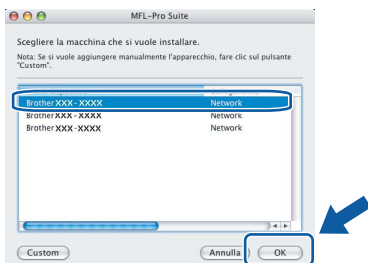 MFL-Pro Suite
Scegliere la macchina che si vuole installare.
Nota: Se si vuole aggiungere manualmente l'apparecchio, fare clic sul pulsante
"Custom".
Brother XXX-XXXX Network
Brother XXX-XXXX Network
Brother XXX-XXXX Network
Custom Annulla OK